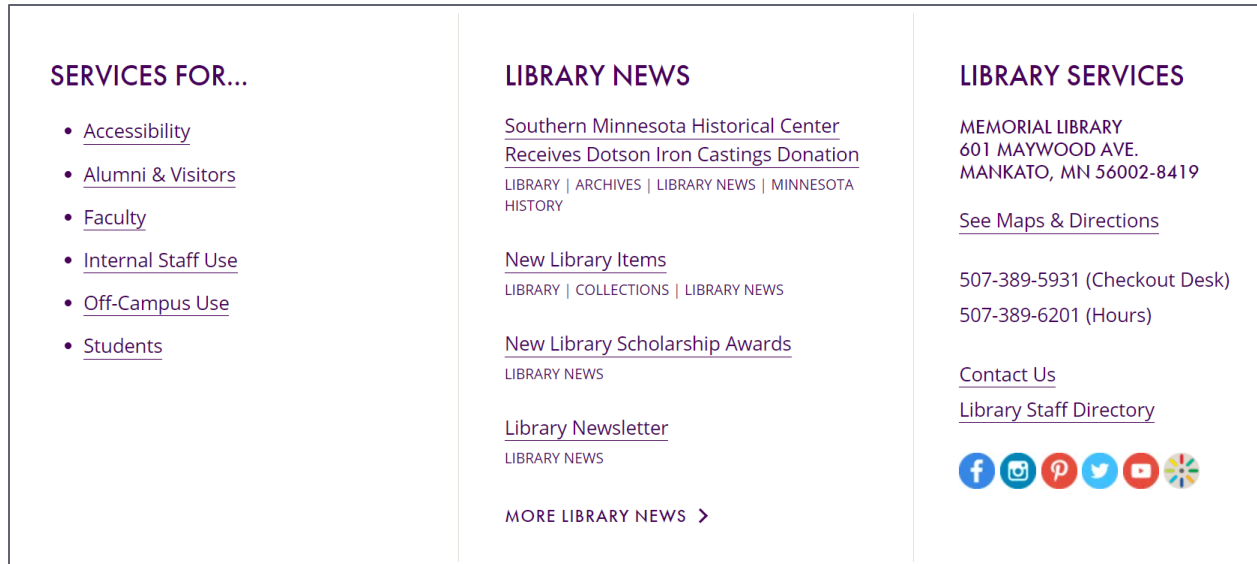 SERVICES FOR...
• Accessibility
• Alumni & Visitors
• Faculty
• Internal Staff Use
• Off-Campus Use
• Students
LIBRARY NEWS
Southern Minnesota Historical Center
Receives Dotson Iron Castings Donation
LIBRARY | ARCHIVES | LIBRARY NEWS | MINNESOTA
HISTORY
New Library Items
LIBRARY | COLLECTIONS | LIBRARY NEWS
New Library Scholarship Awards
LIBRARY NEWS
Library Newsletter
LIBRARY NEWS
MORE LIBRARY NEWS >
LIBRARY SERVICES
MEMORIAL LIBRARY
601 MAYWOOD AVE.
MANKATO, MN 56002-8419
See Maps & Directions
507-389-5931 (Checkout Desk)
507-389-6201 (Hours)
Contact Us
Library Staff Directory